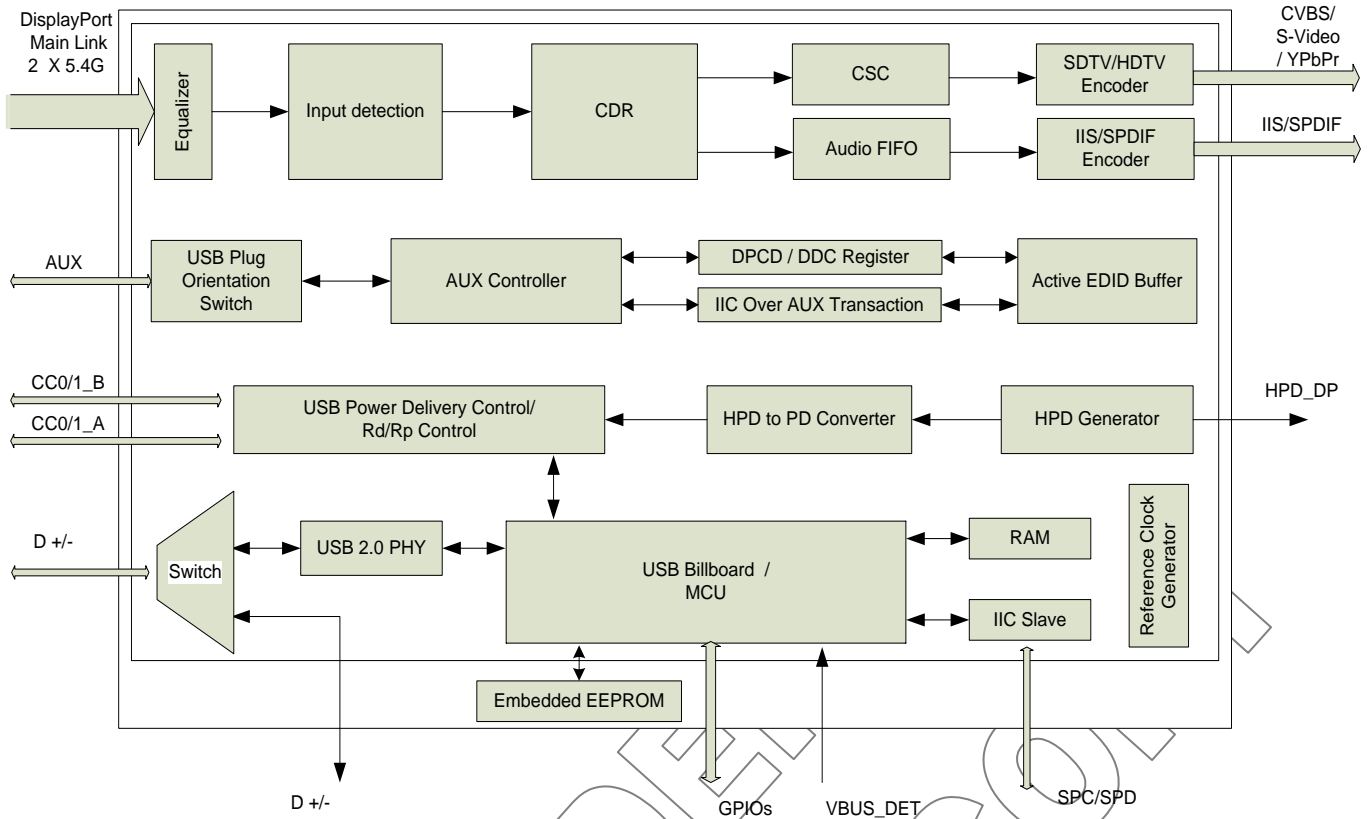 DisplayPort
Main Link
2 X 5.4G
Equalizer
Input detection
CDR
CSC
Audio FIFO
SDTV/HDTV
Encoder
IIS/SPDIF
Encoder
CVBS/
S-Video
/ YPbPr
IIS/SPDIF
AUX
USB Plug
Orientation
Switch
AUX Controller
DPCD / DDC Register
IIC Over AUX Transaction
Active EDID Buffer
CC0/1_B
CC0/1_A
USB Power Delivery Control/
Rd/Rp Control
HPD to PD Converter
HPD Generator
HPD_DP
D +/-
Switch
USB 2.0 PHY
USB Billboard /
MCU
RAM
IIC Slave
Reference Clock
Generator
Embedded EEPROM
D +/-
GPIOs
VBUS_DET
SPC/SPD